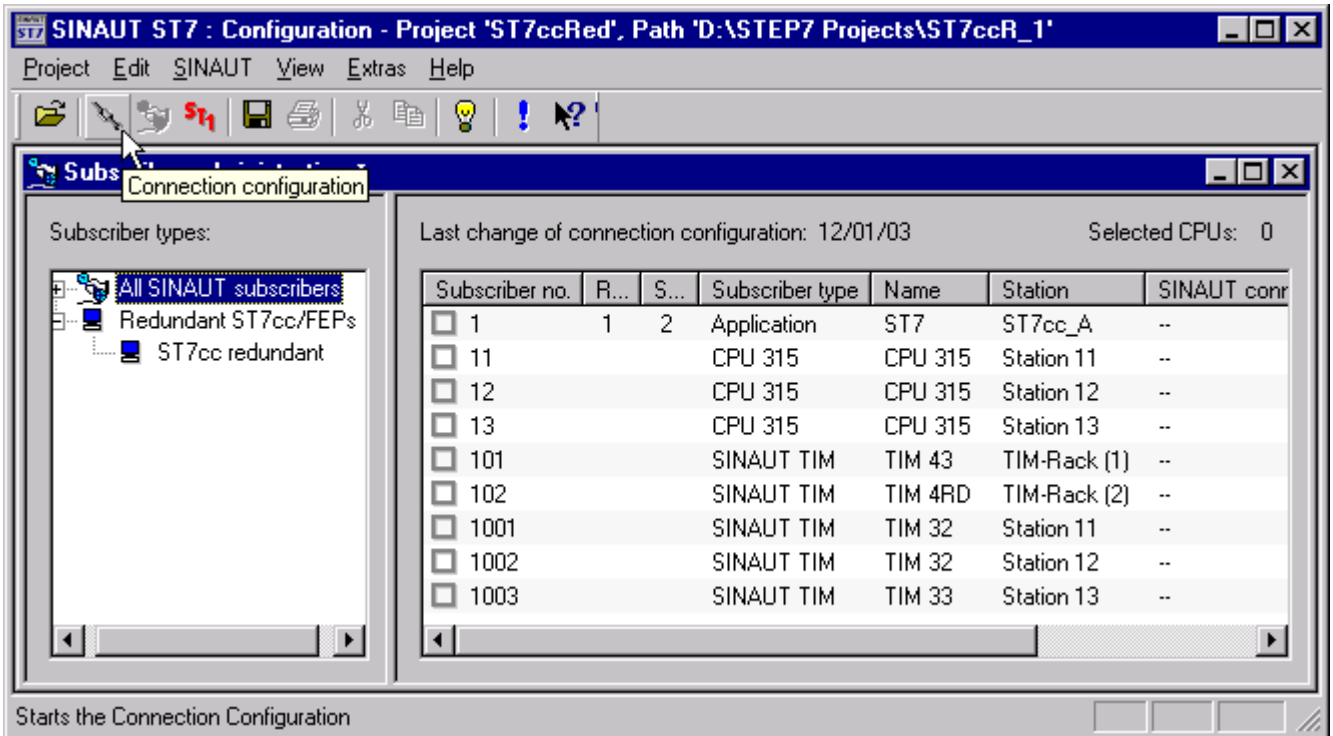 SINAUT ST7 : Configuration - Project 'ST7ccRed', Path 'D:\STEP7 Projects\ST7ccR_1'
Project Edit SINAUT View Extras Help
ST1
Connection configuration
Subscriber types:
All SINAUT subscribers
Redundant ST7cc/FEPs
ST7cc redundant
Last change of connection configuration: 12/01/03 Selected CPUs: 0
Subscriber no. R... S... Subscriber type Name Station SINAUT conr
1 1 2 Application ST7 ST7cc_A --
11 CPU 315 CPU 315 Station 11 --
12 CPU 315 CPU 315 Station 12 --
13 CPU 315 CPU 315 Station 13 --
101 SINAUT TIM TIM 43 TIM-Rack (1) --
102 SINAUT TIM TIM 4RD TIM-Rack (2) --
1001 SINAUT TIM TIM 32 Station 11 --
1002 SINAUT TIM TIM 32 Station 12 --
1003 SINAUT TIM TIM 33 Station 13 --
Starts the Connection Configuration